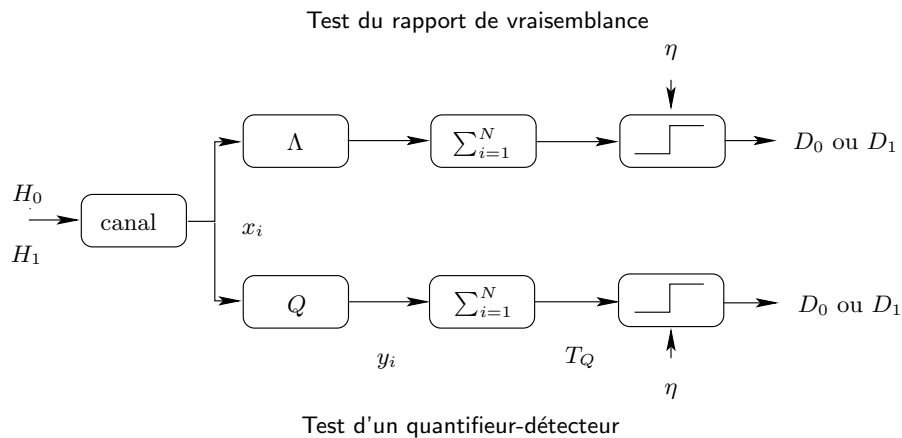 Test du rapport de vraisemblance
η
Λ
∑_{i=1}^{N}
D_0 ou D_1
H_0
canal
x_i
H_1
Q
∑_{i=1}^{N}
D_0 ou D_1
y_i
T_Q
η
Test d'un quantifieur-détecteur